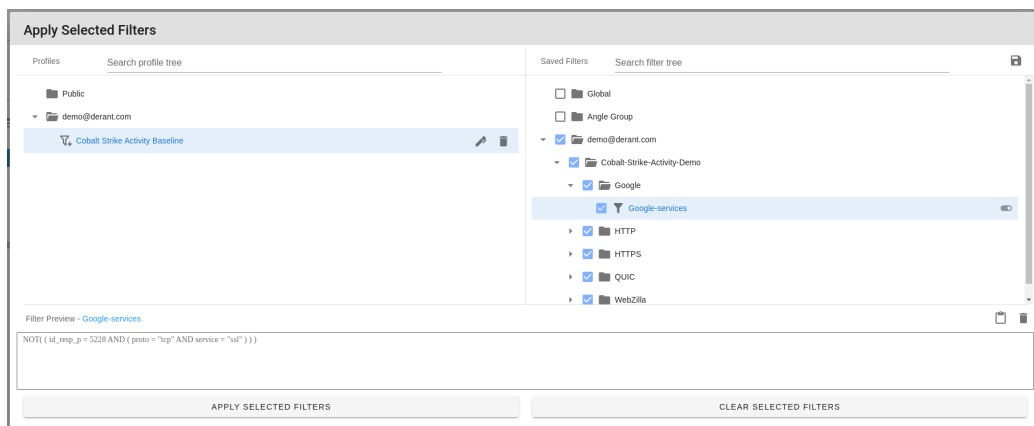 Apply Selected Filters
Profiles Search profile tree
Saved Filters Search filter tree
Public
demo@derant.com
Cobalt Strike Activity Baseline
Global
Angle Group
demo@derant.com
Cobalt-Strike-Activity-Demo
Google
Google-services
HTTP
HTTPS
QUIC
WebZilla
Filter Preview - Google-services
NOT( ( id_resp_p = 5228 AND ( proto = "tcp" AND service = "ssl" ) ) )
APPLY SELECTED FILTERS
CLEAR SELECTED FILTERS